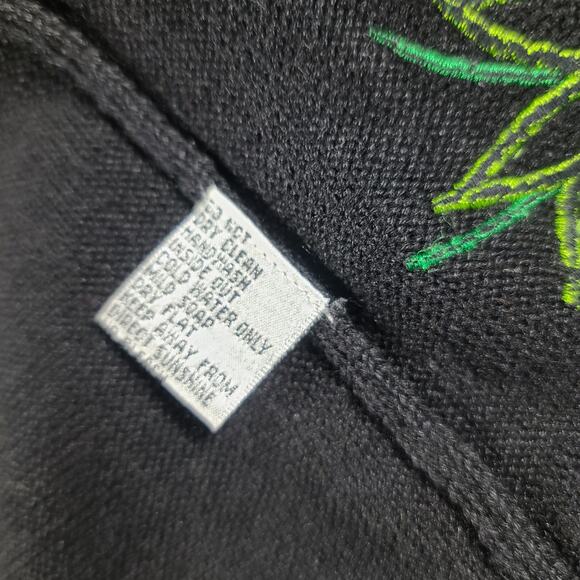 DO NOT
DRY CLEAN
HANDWASH
INSIDE OUT
COLD WATER ONLY
MILD SOAP
DRY FLAT
KEEP AWAY FROM
DIRECT SUNSHINE